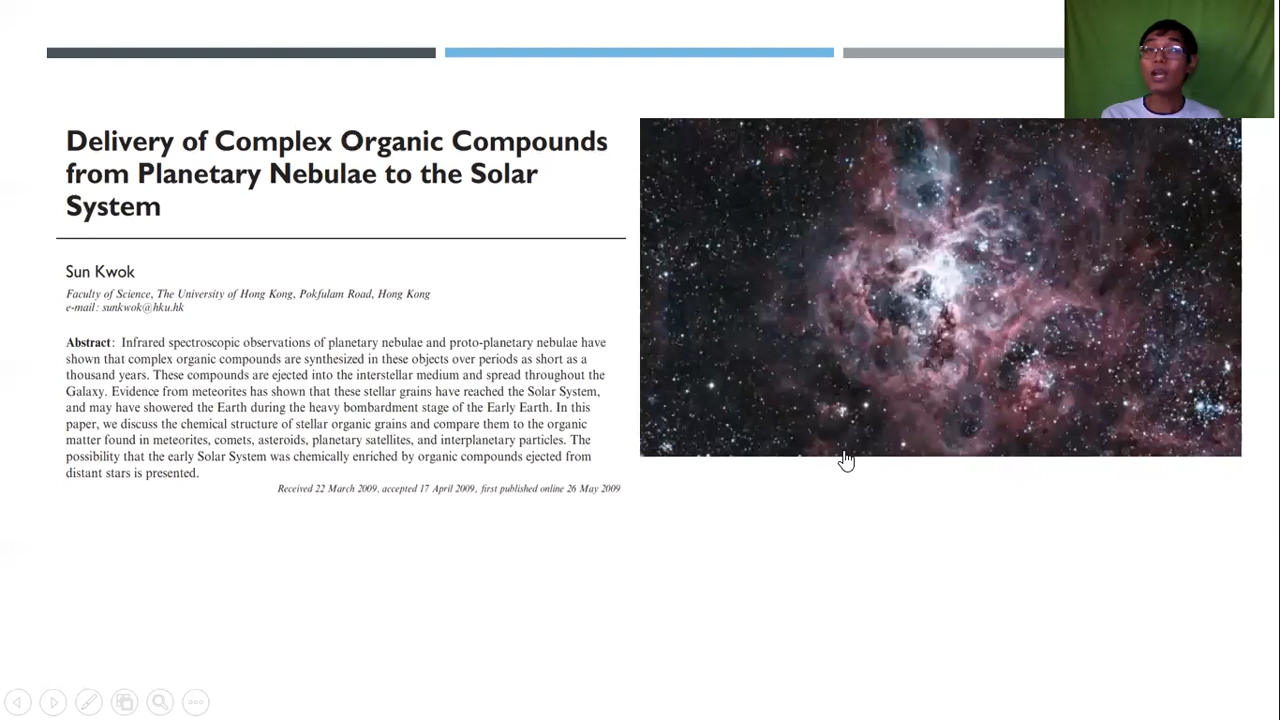 Delivery of Complex Organic Compounds
from Planetary Nebulae to the Solar
System
Sun Kwok
Faculty of Science, The University of Hong Kong, Pokfulam Road, Hong Kong
e-mail: sunkwok@hku.hk
Abstract: Infrared spectroscopic observations of planetary nebulae and proto-planetary nebulae have
shown that complex organic compounds are synthesized in these objects over periods as short as a
thousand years. These compounds are ejected into the interstellar medium and spread throughout the
Galaxy. Evidence from meteorites has shown that these stellar grains have reached the Solar System,
and may have showered the Earth during the heavy bombardment stage of the Early Earth. In this
paper, we discuss the chemical structure of stellar organic grains and compare them to the organic
matter found in meteorites, comets, asteroids, planetary satellites, and interplanetary particles. The
possibility that the early Solar System was chemically enriched by organic compounds ejected from
distant stars is presented.
Received 22 March 2009, accepted 17 April 2009, first published online 26 May 2009